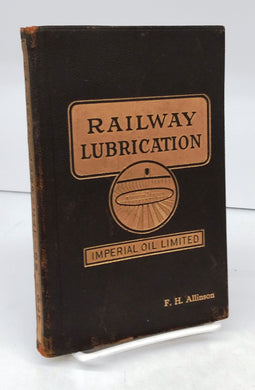 RAILWAY
LUBRICATION
IMPERIAL OIL LIMITED
F. H. Allinson